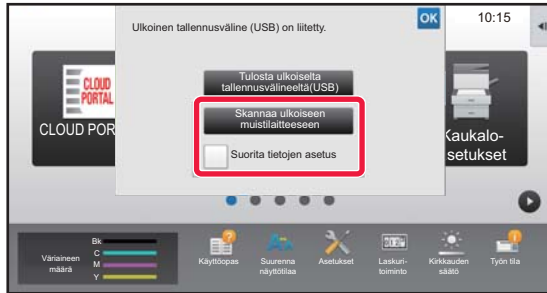 Ulkoinen tallennusväline (USB) on liitetty.
OK
10:15
Tulosta ulkoiselta
tallennusvälineeltä(USB)
Skannaa ulkoiseen
muistilaitteeseen
Suorita tietojen asetus
CLOUD
PORTAL
CLOUD POR
Kaukalo-
setukset
Väriaineen
määrä
Bk
C
M
Y
Käyttöopas
Suurenna
näyttötilaa
Asetukset
Laskuri-
toiminto
Kirkkauden
säätö
Työn tila